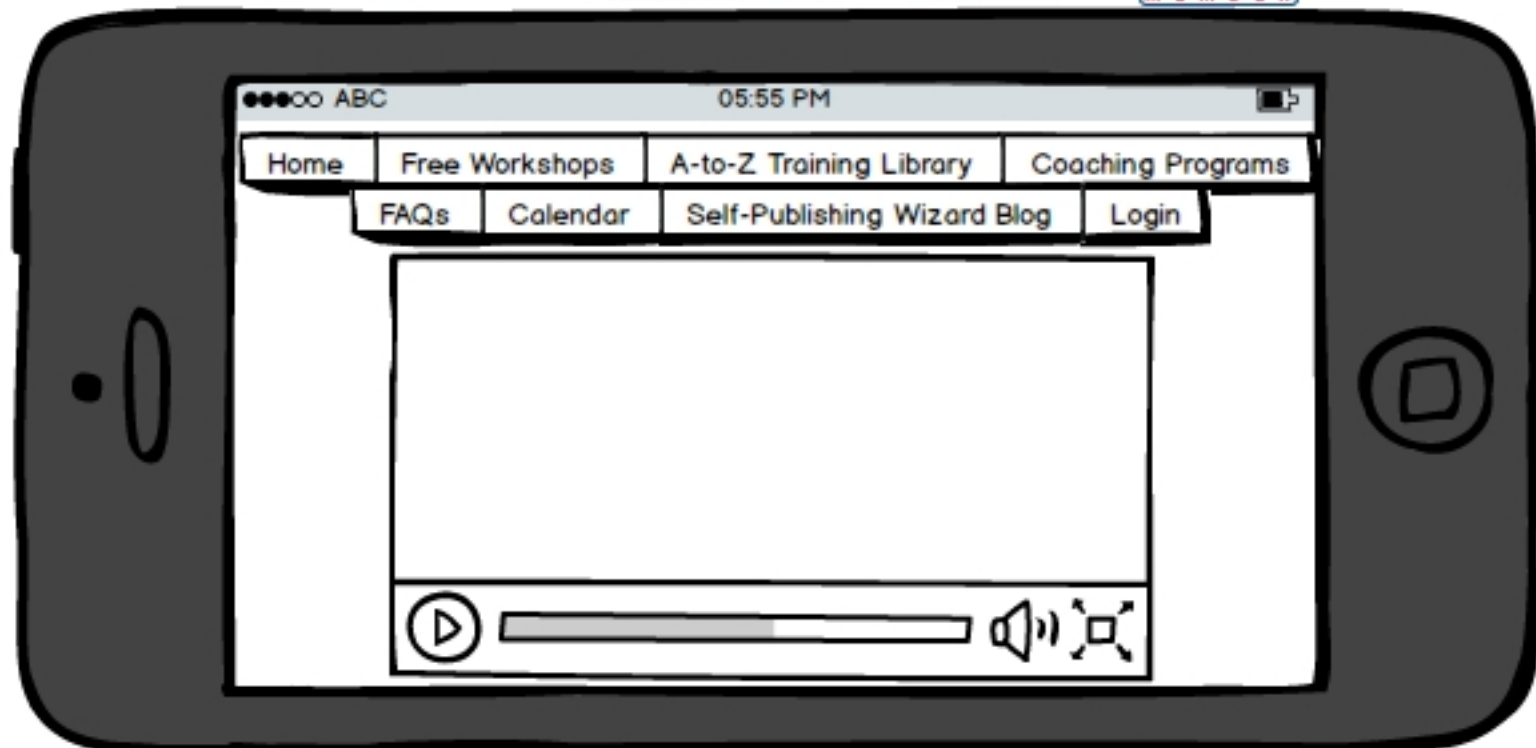 ABC 05:55 PM
Home Free Workshops A-to-Z Training Library Coaching Programs
FAQs Calendar Self-Publishing Wizard Blog Login